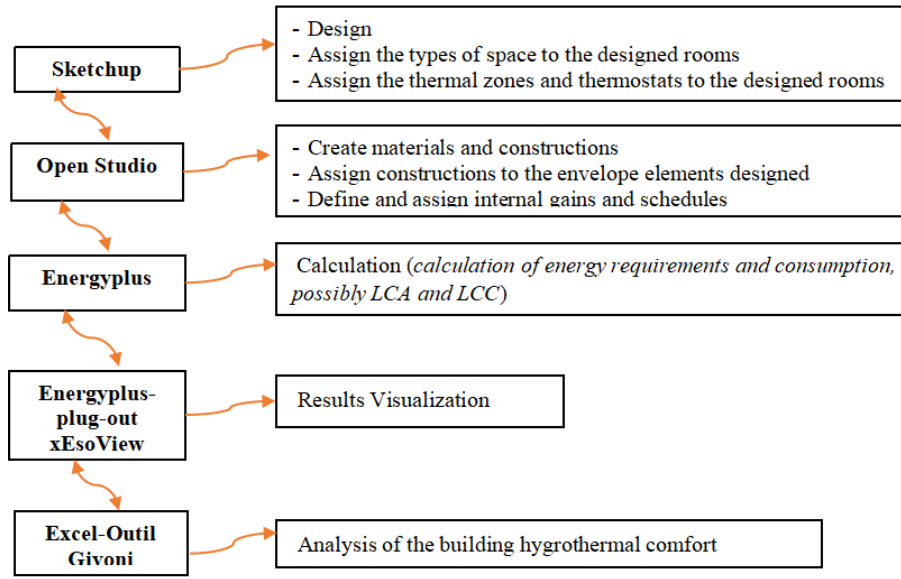 Sketchup
- Design
- Assign the types of space to the designed rooms
- Assign the thermal zones and thermostats to the designed rooms
Open Studio
- Create materials and constructions
- Assign constructions to the envelope elements designed
- Define and assign internal gains and schedules
Energyplus
Calculation (calculation of energy requirements and consumption,
possibly LCA and LCC)
Energyplus-
plug-out
xEsoView
Results Visualization
Excel-Outil
Givoni
Analysis of the building hygrothermal comfort